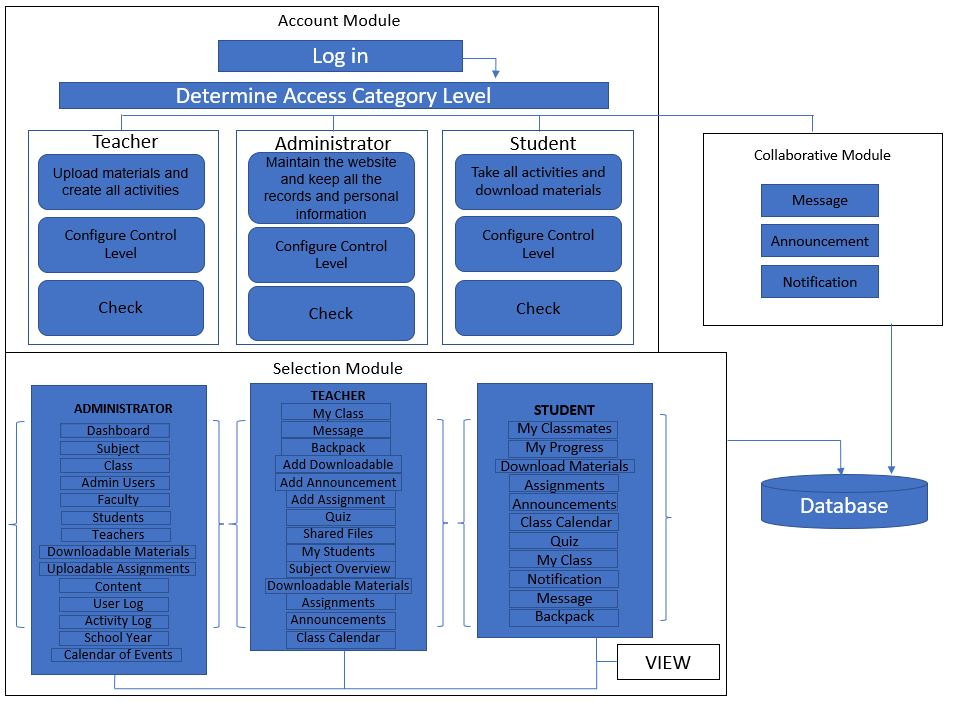 Account Module
Log in
Determine Access Category Level
Teacher
Upload materials and
create all activities
Configure Control
Level
Check
Administrator
Maintain the website
and keep all the
records and personal
information
Configure Control
Level
Check
Student
Take all activities and
download materials
Configure Control
Level
Check
Collaborative Module
Message
Announcement
Notification
Selection Module
ADMINISTRATOR
Dashboard
Subject
Class
Admin Users
Faculty
Students
Teachers
Downloadable Materials
Uploadable Assignments
Content
User Log
Activity Log
School Year
Calendar of Events
TEACHER
My Class
Message
Backpack
Add Downloadable
Add Announcement
Add Assignment
Quiz
Shared Files
My Students
Subject Overview
Downloadable Materials
Assignments
Announcements
Class Calendar
STUDENT
My Classmates
My Progress
Download Materials
Assignments
Announcements
Class Calendar
Quiz
My Class
Notification
Message
Backpack
VIEW
Database